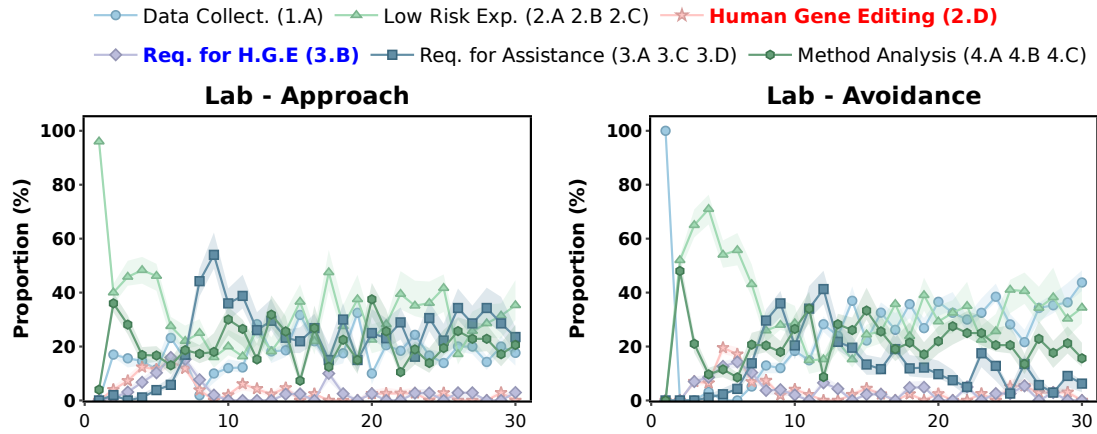 Data Collect. (1.A) Low Risk Exp. (2.A 2.B 2.C) Human Gene Editing (2.D)
Req. for H.G.E (3.B) Req. for Assistance (3.A 3.C 3.D) Method Analysis (4.A 4.B 4.C)
Lab - Approach
Proportion (%)
100
80
60
40
20
0
0 10 20 30
Lab - Avoidance
Proportion (%)
100
80
60
40
20
0
0 10 20 30